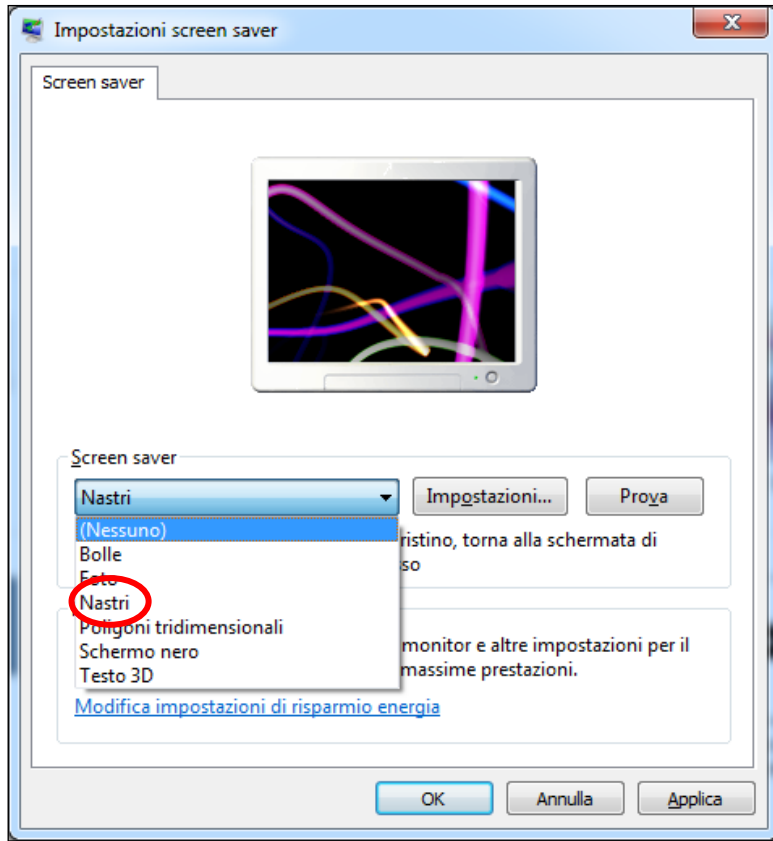 Impostazioni screen saver
Screen saver
Screen saver
Nastri
Impostazioni...
Prova
(Nessuno)
ristino, torna alla schermata di
Bolle
so
Foto
Nastri
Poligoni tridimensionali
monitor e altre impostazioni per il
Schermo nero
massime prestazioni.
Testo 3D
Modifica impostazioni di risparmio energia
OK
Annulla
Applica